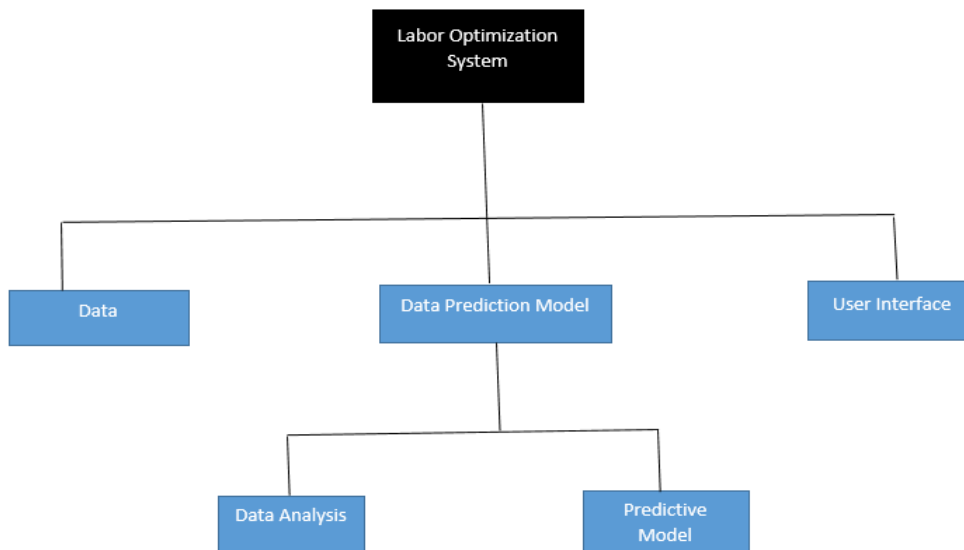 Labor Optimization
System
Data
Data Prediction Model
User Interface
Data Analysis
Predictive
Model